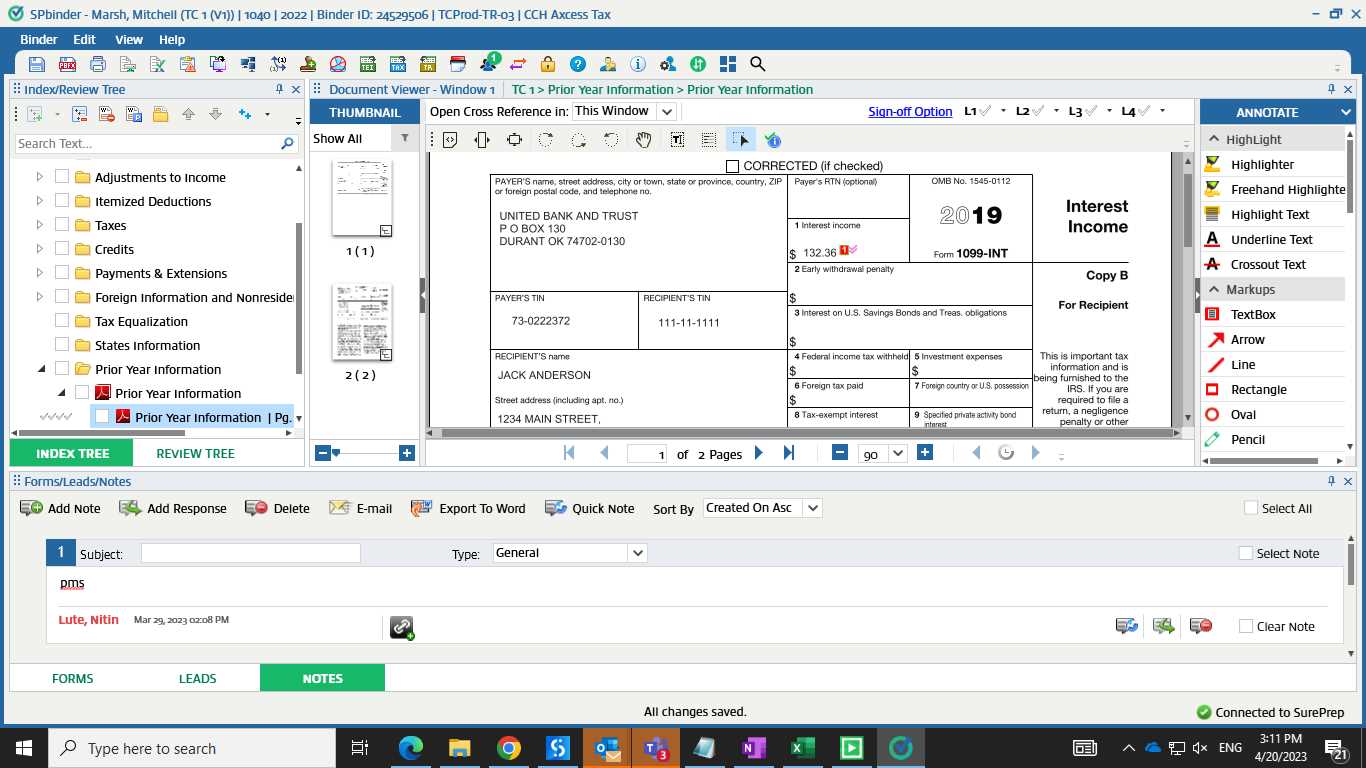 SPbinder - Marsh, Mitchell (TC 1 (V1)) | 1040 | 2022 | Binder ID: 24529506 | TCProd-TR-03 | CCH Axcess Tax
Binder Edit View Help
Index/Review Tree
Search Text...
Adjustments to Income
Itemized Deductions
Taxes
Credits
Payments & Extensions
Foreign Information and Nonreside
Tax Equalization
States Information
Prior Year Information
Prior Year Information
Prior Year Information | Pg.
INDEX TREE
REVIEW TREE
Document Viewer - Window 1
TC 1 > Prior Year Information > Prior Year Information
THUMBNAIL
Show All
1 ( 1 )
2 ( 2 )
Open Cross Reference in: This Window
Sign-off Option L1 L2 L3 L4
CORRECTED (if checked)
PAYER'S name, street address, city or town, state or province, country, ZIP
or foreign postal code, and telephone no.
UNITED BANK AND TRUST
P O BOX 130
DURANT OK 74702-0130
Payer's RTN (optional)
1 Interest income
$ 132.36 1
OMB No. 1545-0112
2019
Form 1099-INT
Interest
Income
2 Early withdrawal penalty
$
Copy B
For Recipient
PAYER'S TIN
73-0222372
RECIPIENT'S TIN
111-11-1111
3 Interest on U.S. Savings Bonds and Treas. obligations
$
RECIPIENT'S name
JACK ANDERSON
Street address (including apt. no.)
1234 MAIN STREET,
4 Federal income tax withheld
$
5 Investment expenses
$
6 Foreign tax paid
$
7 Foreign country or U.S. possession
8 Tax-exempt interest
9 Specified private activity bond
interest
This is important tax
information and is
being furnished to the
IRS. If you are
required to file a
return, a negligence
penalty or other
1 of 2 Pages
90
ANNOTATE
HighLight
Highlighter
Freehand Highlighte
Highlight Text
Underline Text
Crossout Text
Markups
TextBox
Arrow
Line
Rectangle
Oval
Pencil
Forms/Leads/Notes
Add Note Add Response Delete E-mail Export To Word Quick Note Sort By Created On Asc Select All
1 Subject: Type: General Select Note
pms
Lute, Nitin Mar 29, 2023 02:08 PM Clear Note
FORMS LEADS NOTES
All changes saved.
Connected to SurePrep
Type here to search
ENG
3:11 PM
4/20/2023
21